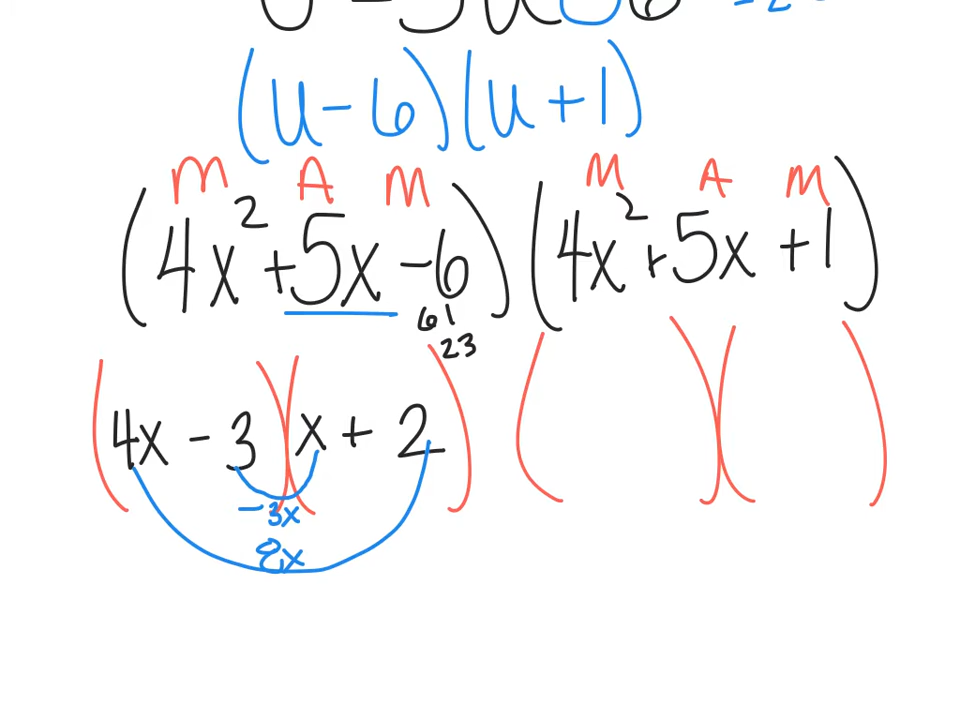 (u - 6)(u + 1)
M A M M A M
(4x² + 5x - 6)(4x² + 5x + 1)
6 1
2 3
(4x - 3)(x + 2) ( )( )
- 3x
8x